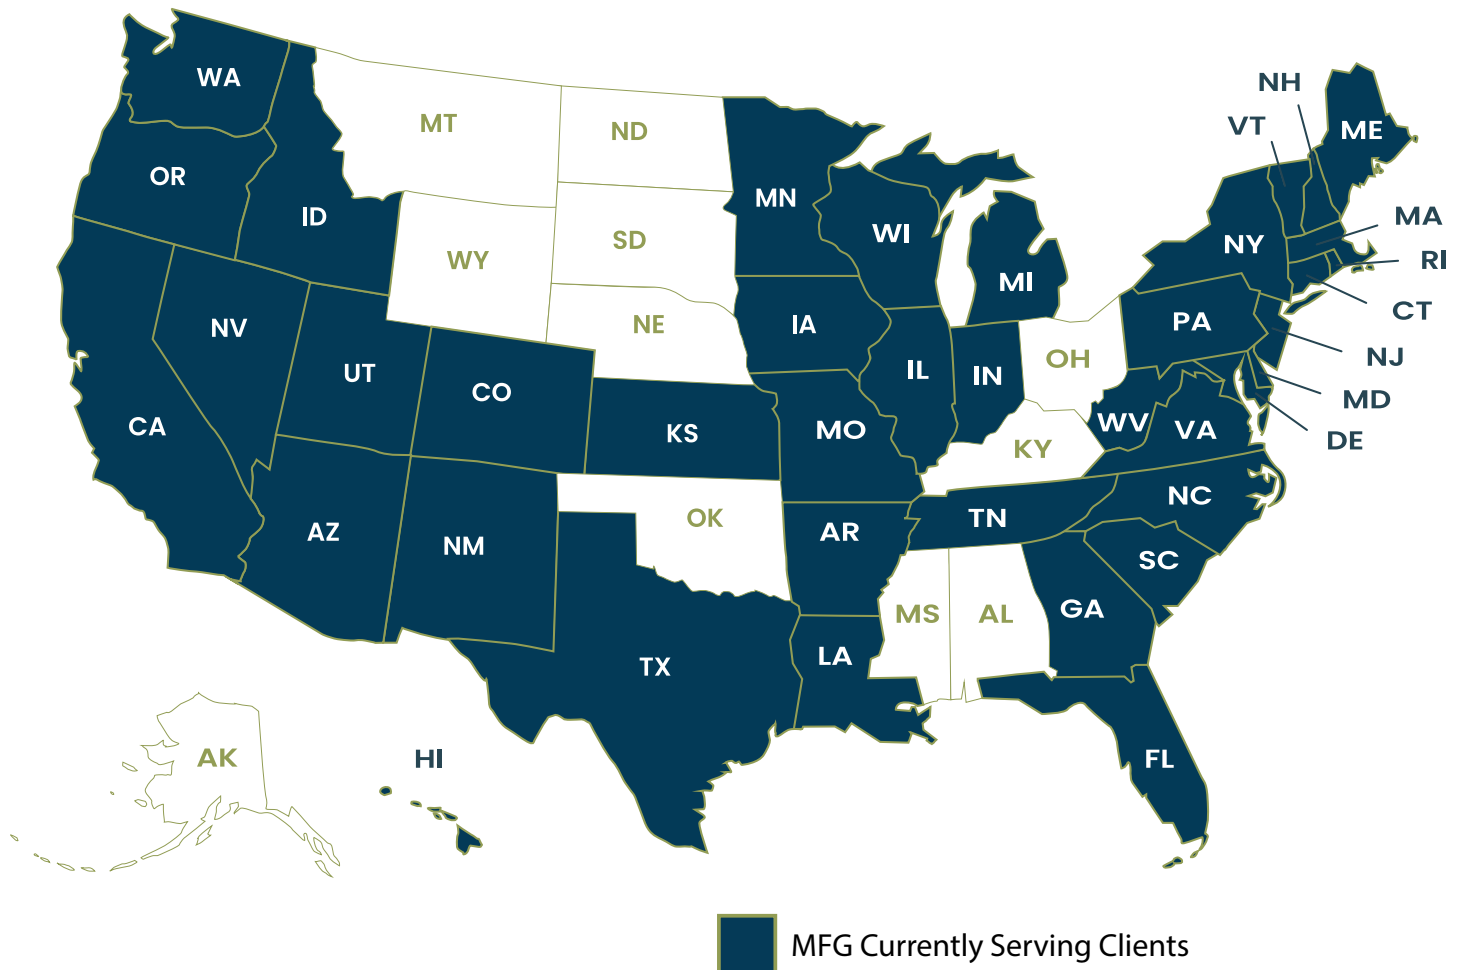 WA
MT
ND
MN
NH
VT
ME
OR
ID
WY
SD
WI
NY
MA
RI
NV
NE
IA
MI
PA
CT
NJ
UT
CO
IL
IN
OH
MD
CA
KS
MO
KY
WV
VA
DE
AZ
NM
OK
AR
TN
NC
SC
MS
AL
GA
TX
LA
AK
HI
FL
MFG Currently Serving Clients